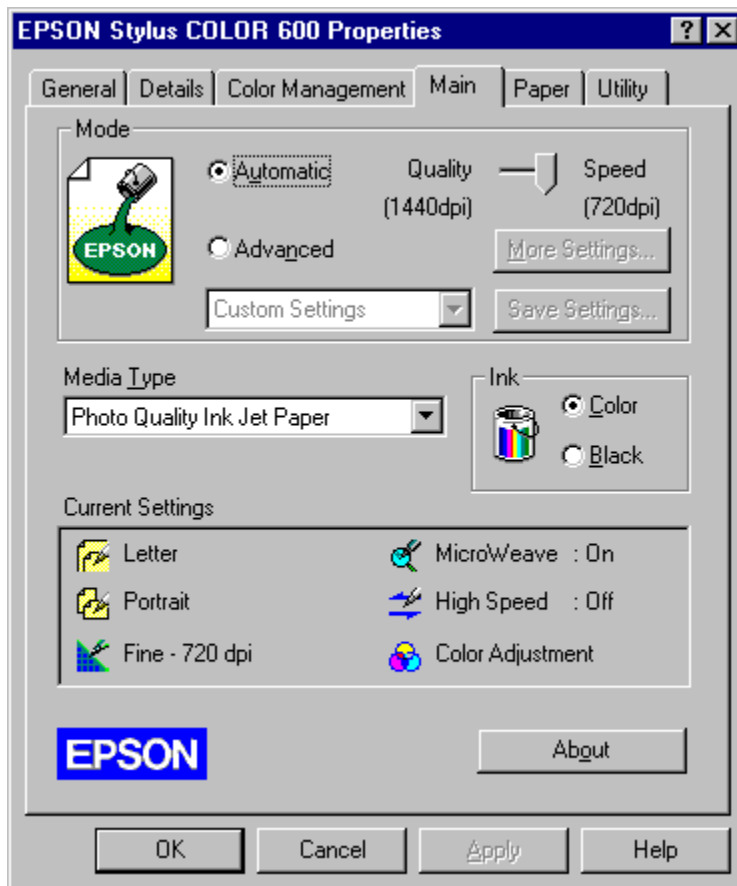 EPSON Stylus COLOR 600 Properties
General Details Color Management Main Paper Utility
Mode
Automatic Quality Speed
(1440dpi) (720dpi)
EPSON
Advanced More Settings...
Custom Settings Save Settings...
Media Type Ink
Photo Quality Ink Jet Paper Color
Black
Current Settings
Letter MicroWeave : On
Portrait High Speed : Off
Fine - 720 dpi Color Adjustment
EPSON About
OK Cancel Apply Help